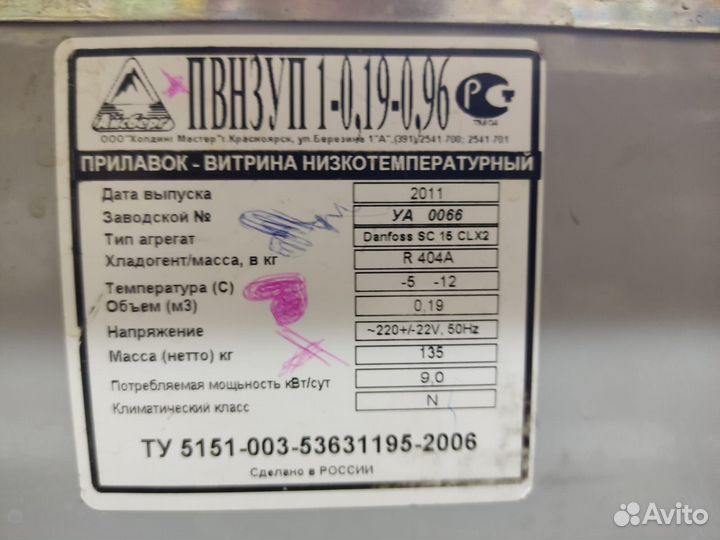 Айсберг
ПВНЗУП 1-0,19-0,96
РСТ
ООО "Холдинг Мастер" г.Красноярск, ул.Березина 1"А",(391)/2541 700; 2541 701
ПРИЛАВОК - ВИТРИНА НИЗКОТЕМПЕРАТУРНЫЙ
Дата выпуска 2011
Заводской № УА 0066
Тип агрегат Danfoss SC 15 CLX2
Хладогент/масса, в кг R 404A
Температура (С) -5 -12
Объем (м3) 0,19
Напряжение ~220+/-22V, 50Hz
Масса (нетто) кг 135
Потребляемая мощность кВт/сут 9,0
Климатический класс N
ТУ 5151-003-53631195-2006
Сделано в РОССИИ
Avito